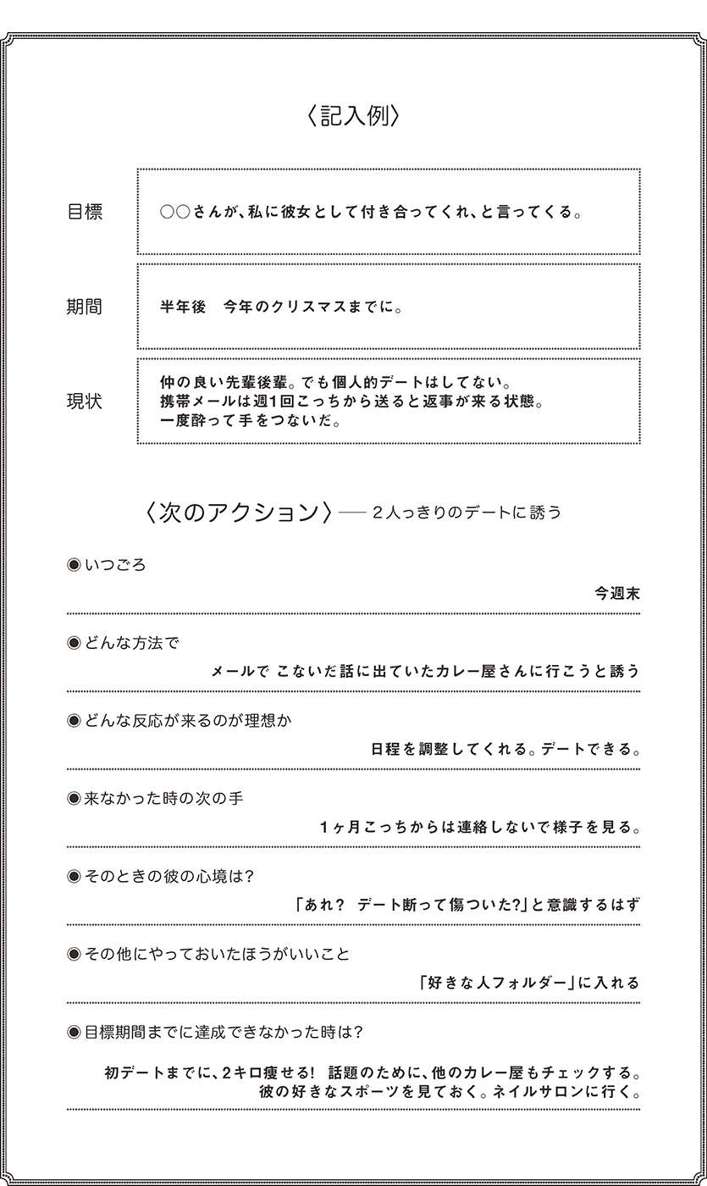 〈記入例〉
目標
○○さんが、私に彼女として付き合ってくれ、と言ってくる。
期間
半年後　今年のクリスマスまでに。
現状
仲の良い先輩後輩。でも個人的デートはしてない。
携帯メールは週1回こっちから送ると返事が来る状態。
一度酔って手をつないだ。
〈次のアクション〉── 2人っきりのデートに誘う
◉いつごろ
今週末
◉どんな方法で
メールで こないだ話に出ていたカレー屋さんに行こうと誘う
◉どんな反応が来るのが理想か
日程を調整してくれる。デートできる。
◉来なかった時の次の手
1ヶ月こっちからは連絡しないで様子を見る。
◉そのときの彼の心境は?
「あれ?　デート断って傷ついた?」と意識するはず
◉その他にやっておいたほうがいいこと
「好きな人フォルダー」に入れる
◉目標期間までに達成できなかった時は?
初デートまでに、2キロ痩せる!　話題のために、他のカレー屋もチェックする。
彼の好きなスポーツを見ておく。ネイルサロンに行く。